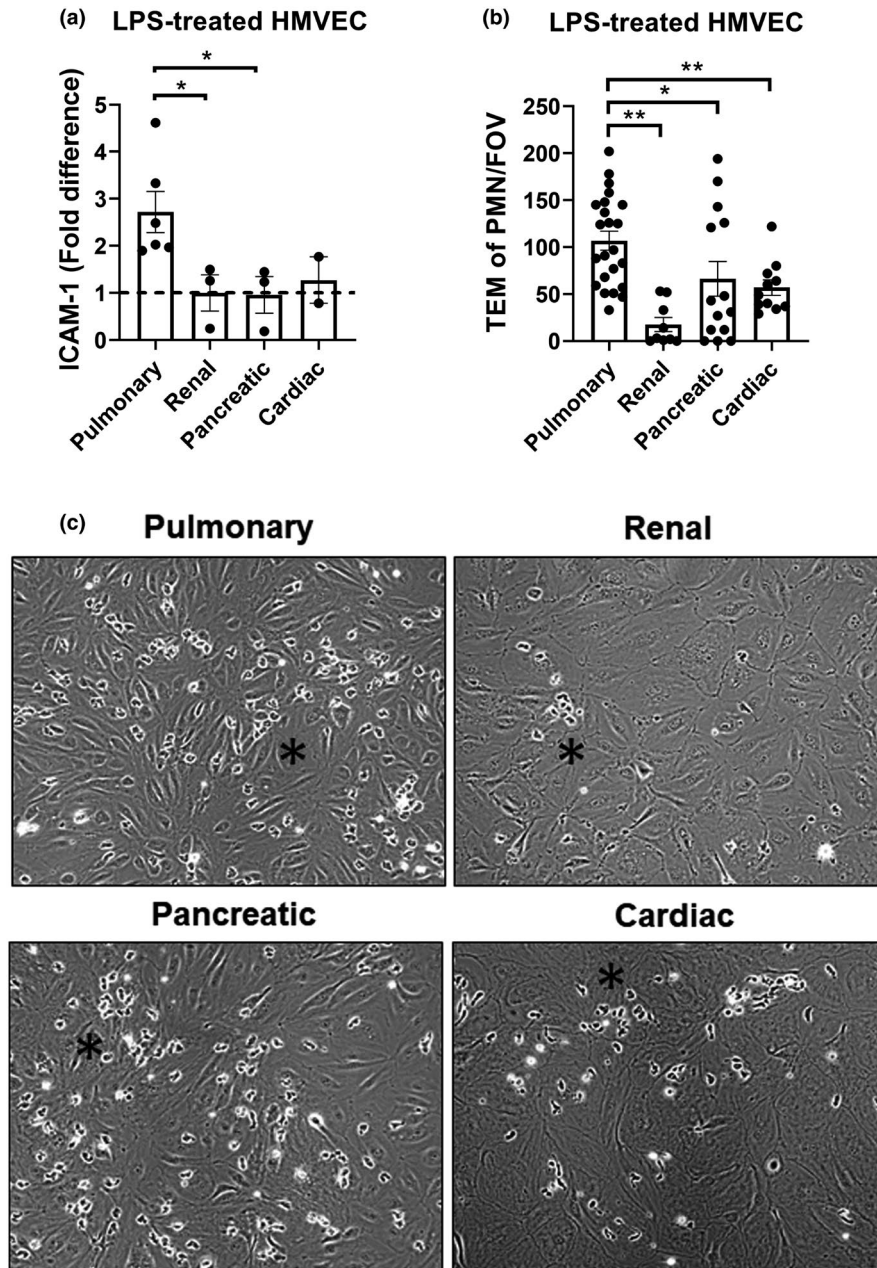 (a) LPS-treated HMVEC
* 
*
ICAM-1 (Fold difference)
5
4
3
2
1
0
Pulmonary
Renal
Pancreatic
Cardiac
(b) LPS-treated HMVEC
**
*
**
TEM of PMN/FOV
250
200
150
100
50
0
Pulmonary
Renal
Pancreatic
Cardiac
(c) Pulmonary
Renal
*
*
Pancreatic
Cardiac
*
*